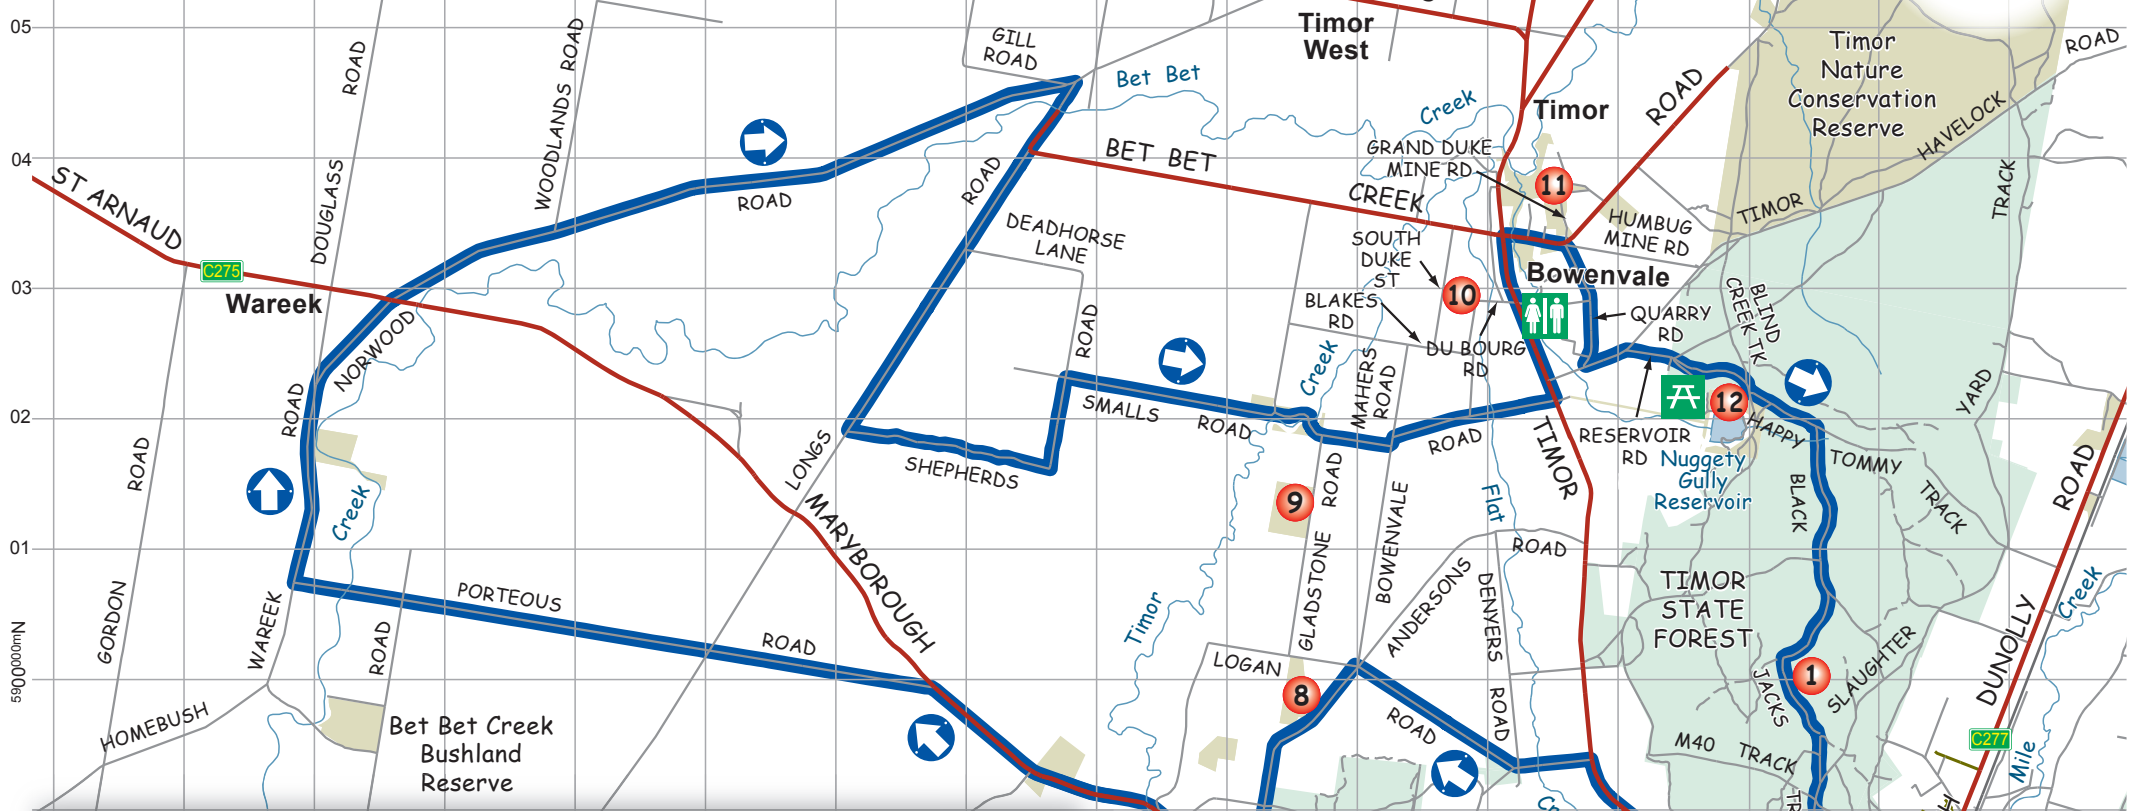 05
04
03
02
01
5900000mN
GILL
ROAD
Timor
West
Bet Bet
Creek
Timor
ROAD
Timor
Nature
Conservation
Reserve
ROAD
HAVELOCK
TIMOR
TRACK
ROAD
DOUGLASS
WOODLANDS ROAD
ST ARNAUD
C275
Wareek
NORWOOD
ROAD
ROAD
BET BET
CREEK
DEADHORSE
LANE
ROAD
GRAND DUKE
MINE RD
11
HUMBUG
MINE RD
SOUTH
DUKE
ST
10
Bowenvale
BLAKES
RD
DU BOURG
RD
QUARRY
RD
BLIND
CREEK TK
Creek
MAHERS
ROAD
SMALLS
ROAD
ROAD
12
HAPPY
TOMMY
TRACK
YARD
RESERVOIR
RD
Nuggety
Gully
Reservoir
TIMOR
Flat
BLACK
ROAD
ROAD
Creek
GORDON
LONGS
SHEPHERDS
MARYBOROUGH
9
ROAD
GLADSTONE
BOWENVALE
ANDERSONS
ROAD
DENYERS
ROAD
TIMOR
STATE
FOREST
PORTEOUS
ROAD
WAREEK
ROAD
HOMEBUSH
Bet Bet Creek
Bushland
Reserve
Timor
LOGAN
8
ROAD
1
JACKS
SLAUGHTER
M40 TRACK
TR
ROAD
DUNOLLY
C277
Creek
Mile
Cr
H